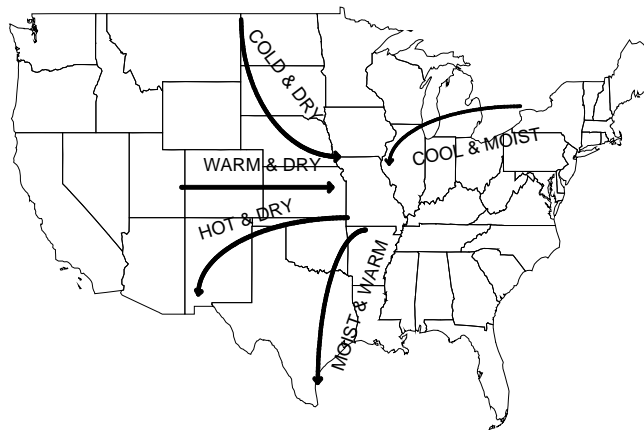 COLD & DRY
COOL & MOIST
WARM & DRY
HOT & DRY
MOIST & WARM